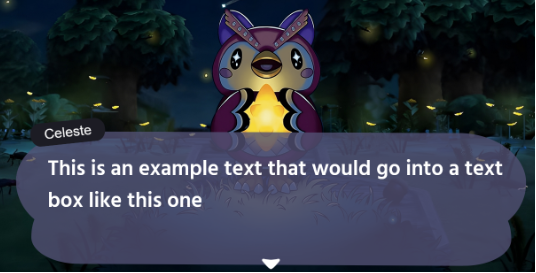 Celeste
This is an example text that would go into a text
box like this one